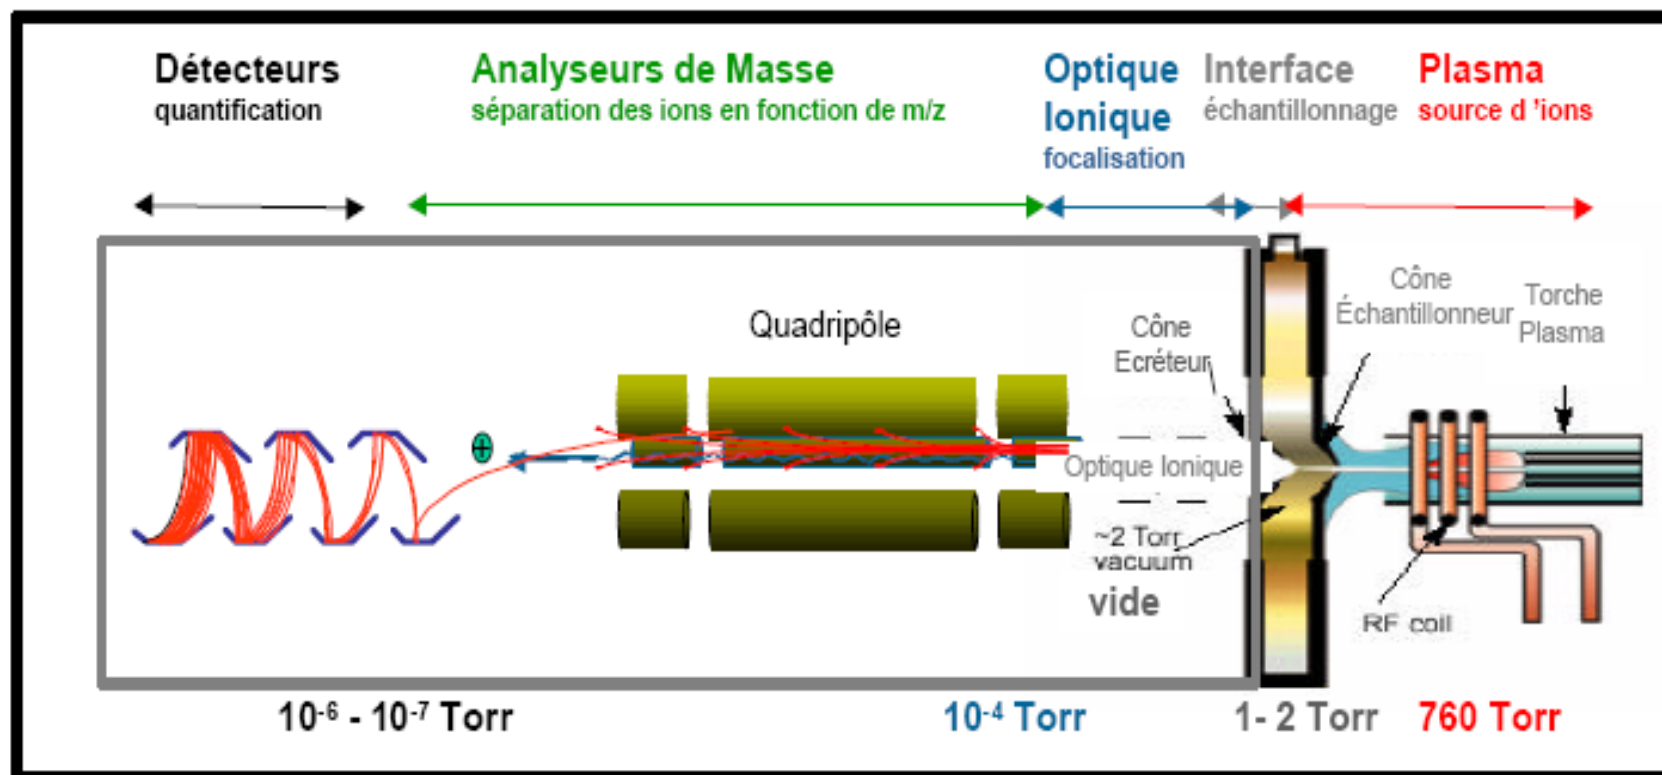 Détecteurs
quantification
Analyseurs de Masse
séparation des ions en fonction de m/z
Optique
Ionique
focalisation
Interface
échantillonnage
Plasma
source d 'ions
Quadripôle
Cône
Ecréteur
Cône
Échantillonneur
Torche
Plasma
+
Optique Ionique
~2 Torr
vacuum
vide
RF coil
10-6 - 10-7 Torr
10-4 Torr
1- 2 Torr
760 Torr